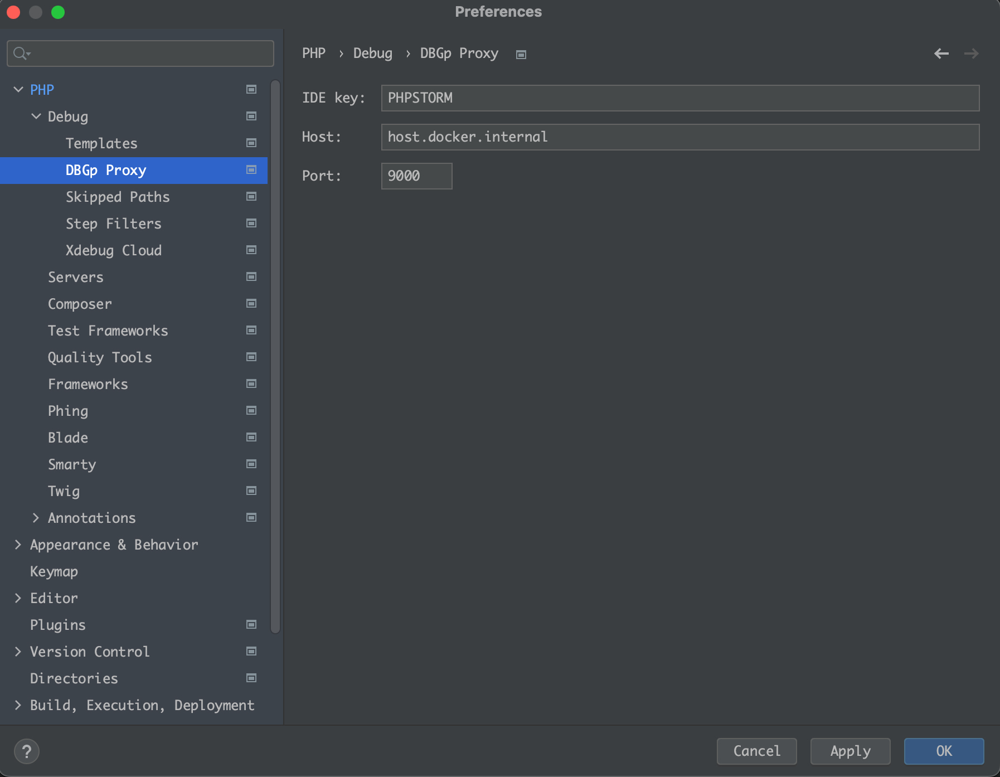 Preferences
PHP
Debug
Templates
DBGp Proxy
Skipped Paths
Step Filters
Xdebug Cloud
Servers
Composer
Test Frameworks
Quality Tools
Frameworks
Phing
Blade
Smarty
Twig
Annotations
Appearance & Behavior
Keymap
Editor
Plugins
Version Control
Directories
Build, Execution, Deployment
PHP › Debug › DBGp Proxy
IDE key: PHPSTORM
Host: host.docker.internal
Port: 9000
? Cancel Apply OK